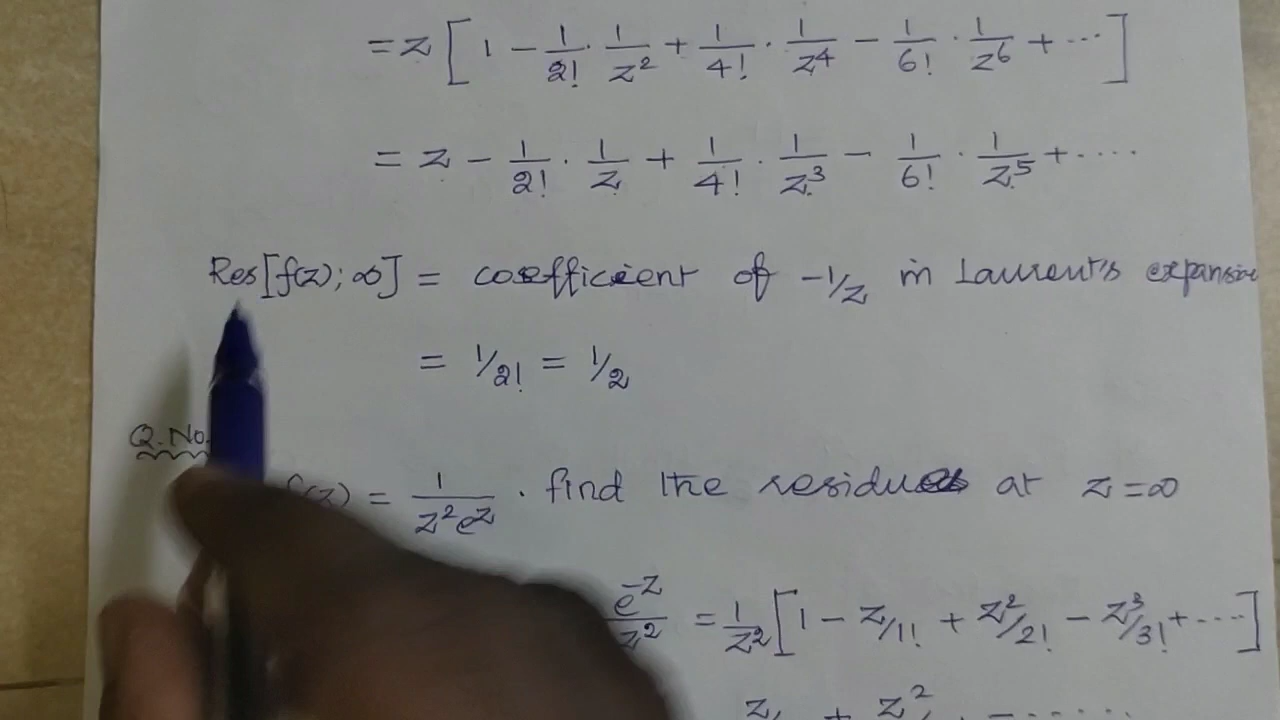 = z [ 1 − 1/2! · 1/z² + 1/4! · 1/z⁴ − 1/6! · 1/z⁶ + ··· ]
= z − 1/2! · 1/z + 1/4! · 1/z³ − 1/6! · 1/z⁵ + ····
Res[f(z); ∞] = coefficient of −1/z in Laurent's expansion
= 1/2! = 1/2
Q.No.
f(z) = 1/z²e^z . find the residues at z = ∞
e^−z/z² = 1/z² [ 1 − z/1! + z²/2! − z³/3! + ···· ]